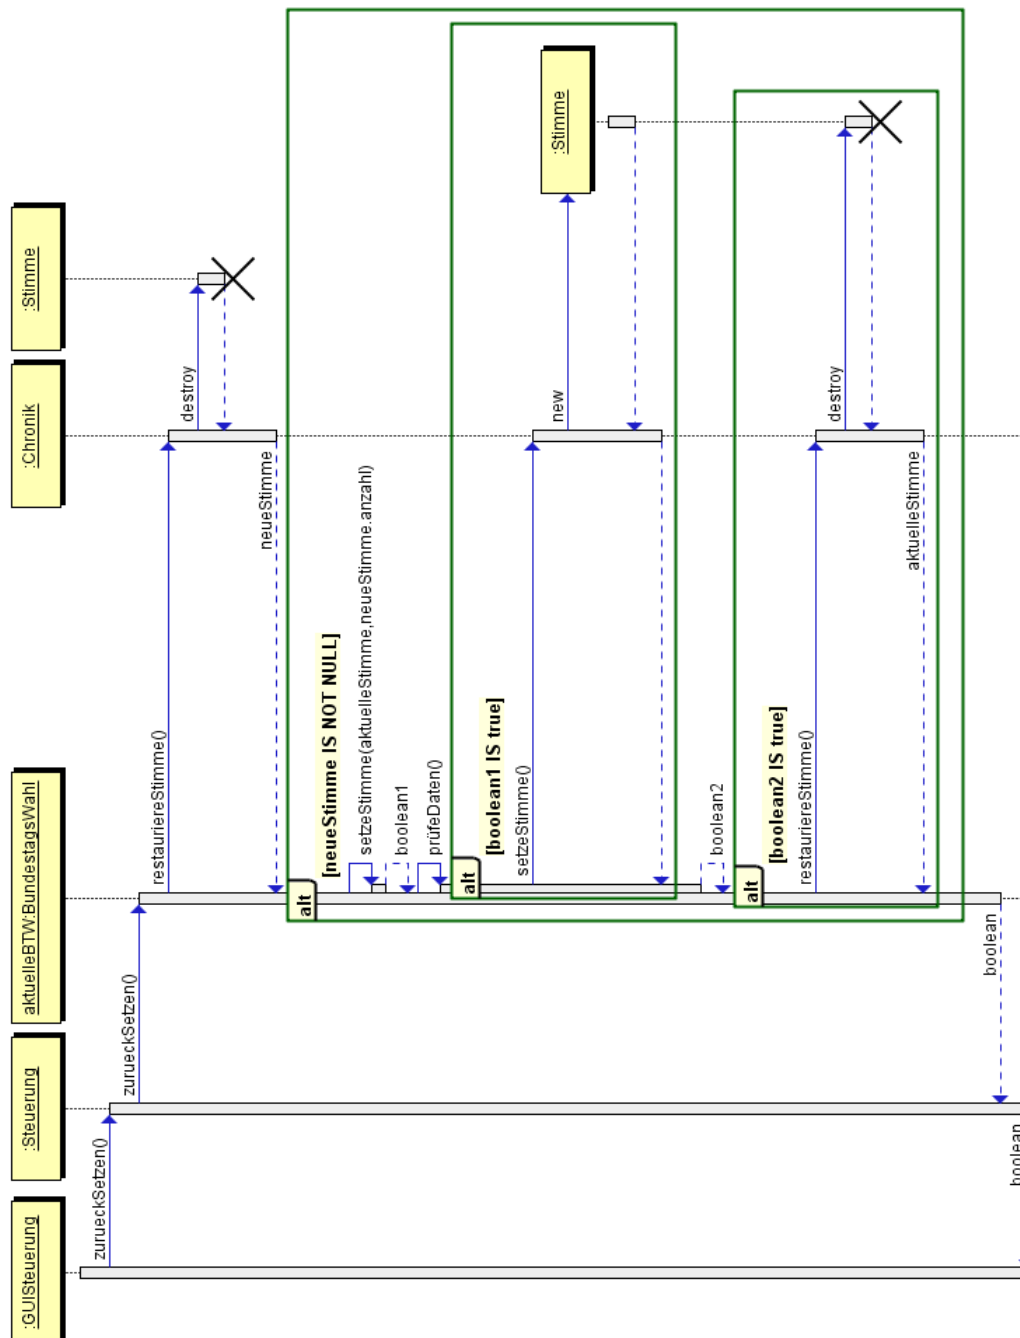 :GUISteuerung
:Steuerung
aktuelleBTW:BundestagsWahl
:Chronik
:Stimme
zurueckSetzen()
zurueckSetzen()
restauriereStimme()
destroy
neueStimme
alt
[neueStimme IS NOT NULL]
setzeStimme(aktuelleStimme,neueStimme.anzahl)
boolean1
prüfeDaten()
alt
[boolean1 IS true]
setzeStimme()
new
:Stimme
boolean2
alt
[boolean2 IS true]
restauriereStimme()
destroy
aktuelleStimme
boolean
boolean